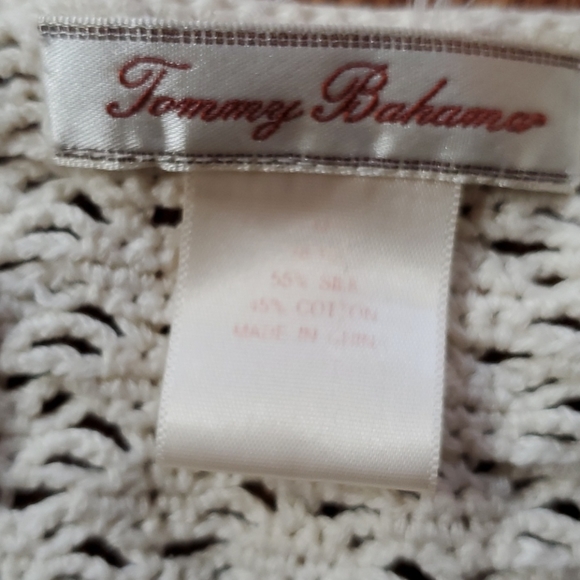 Tommy Bahama
55% SILK
45% COTTON
MADE IN CHINA